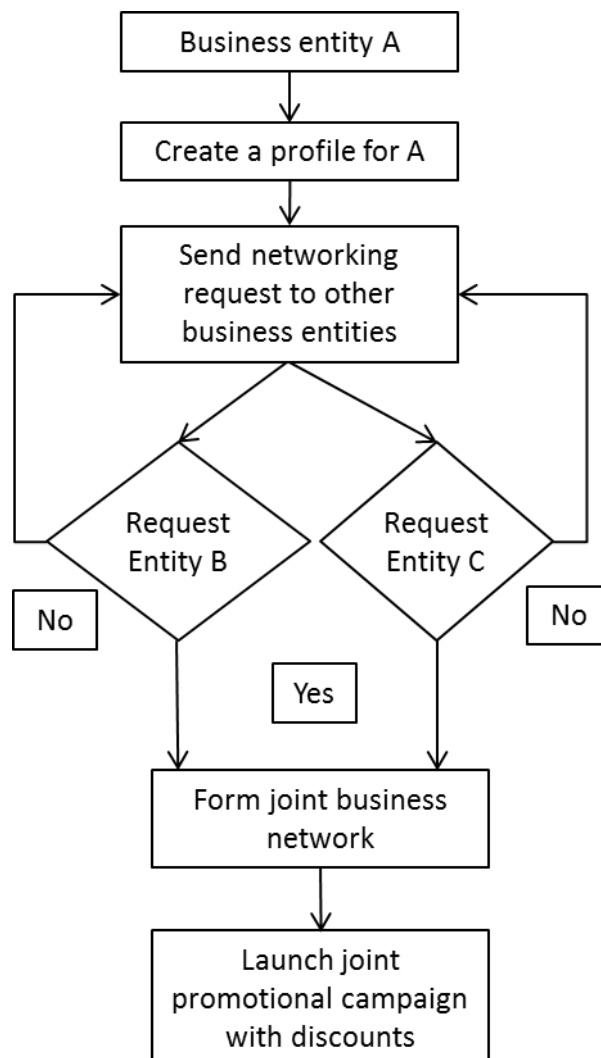 Business entity A
Create a profile for A
Send networking
request to other
business entities
Request
Entity B
Request
Entity C
No
No
Yes
Form joint business
network
Launch joint
promotional campaign
with discounts